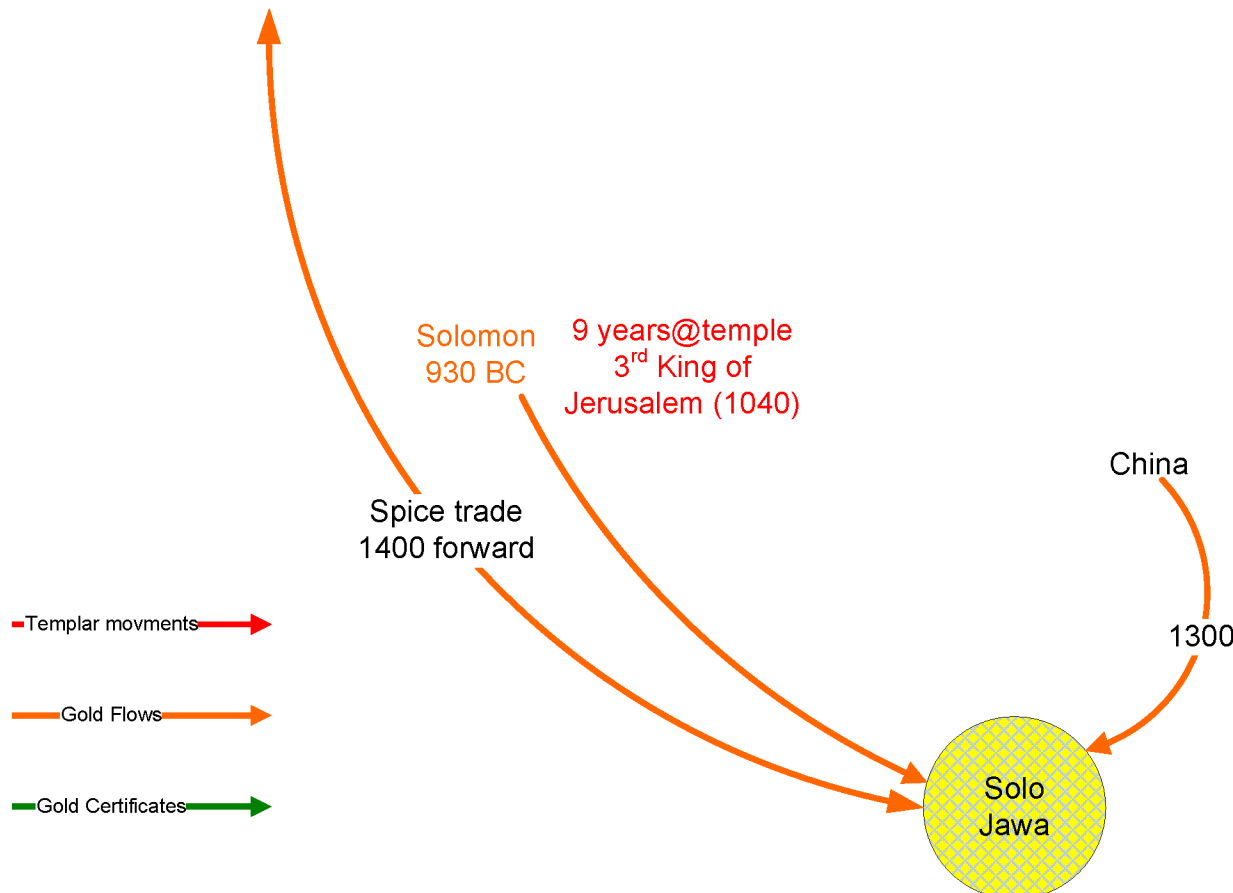 Solomon
930 BC
9 years@temple
3rd King of
Jerusalem (1040)
China
Spice trade
1400 forward
Templar movments
1300
Gold Flows
Gold Certificates
Solo
Jawa